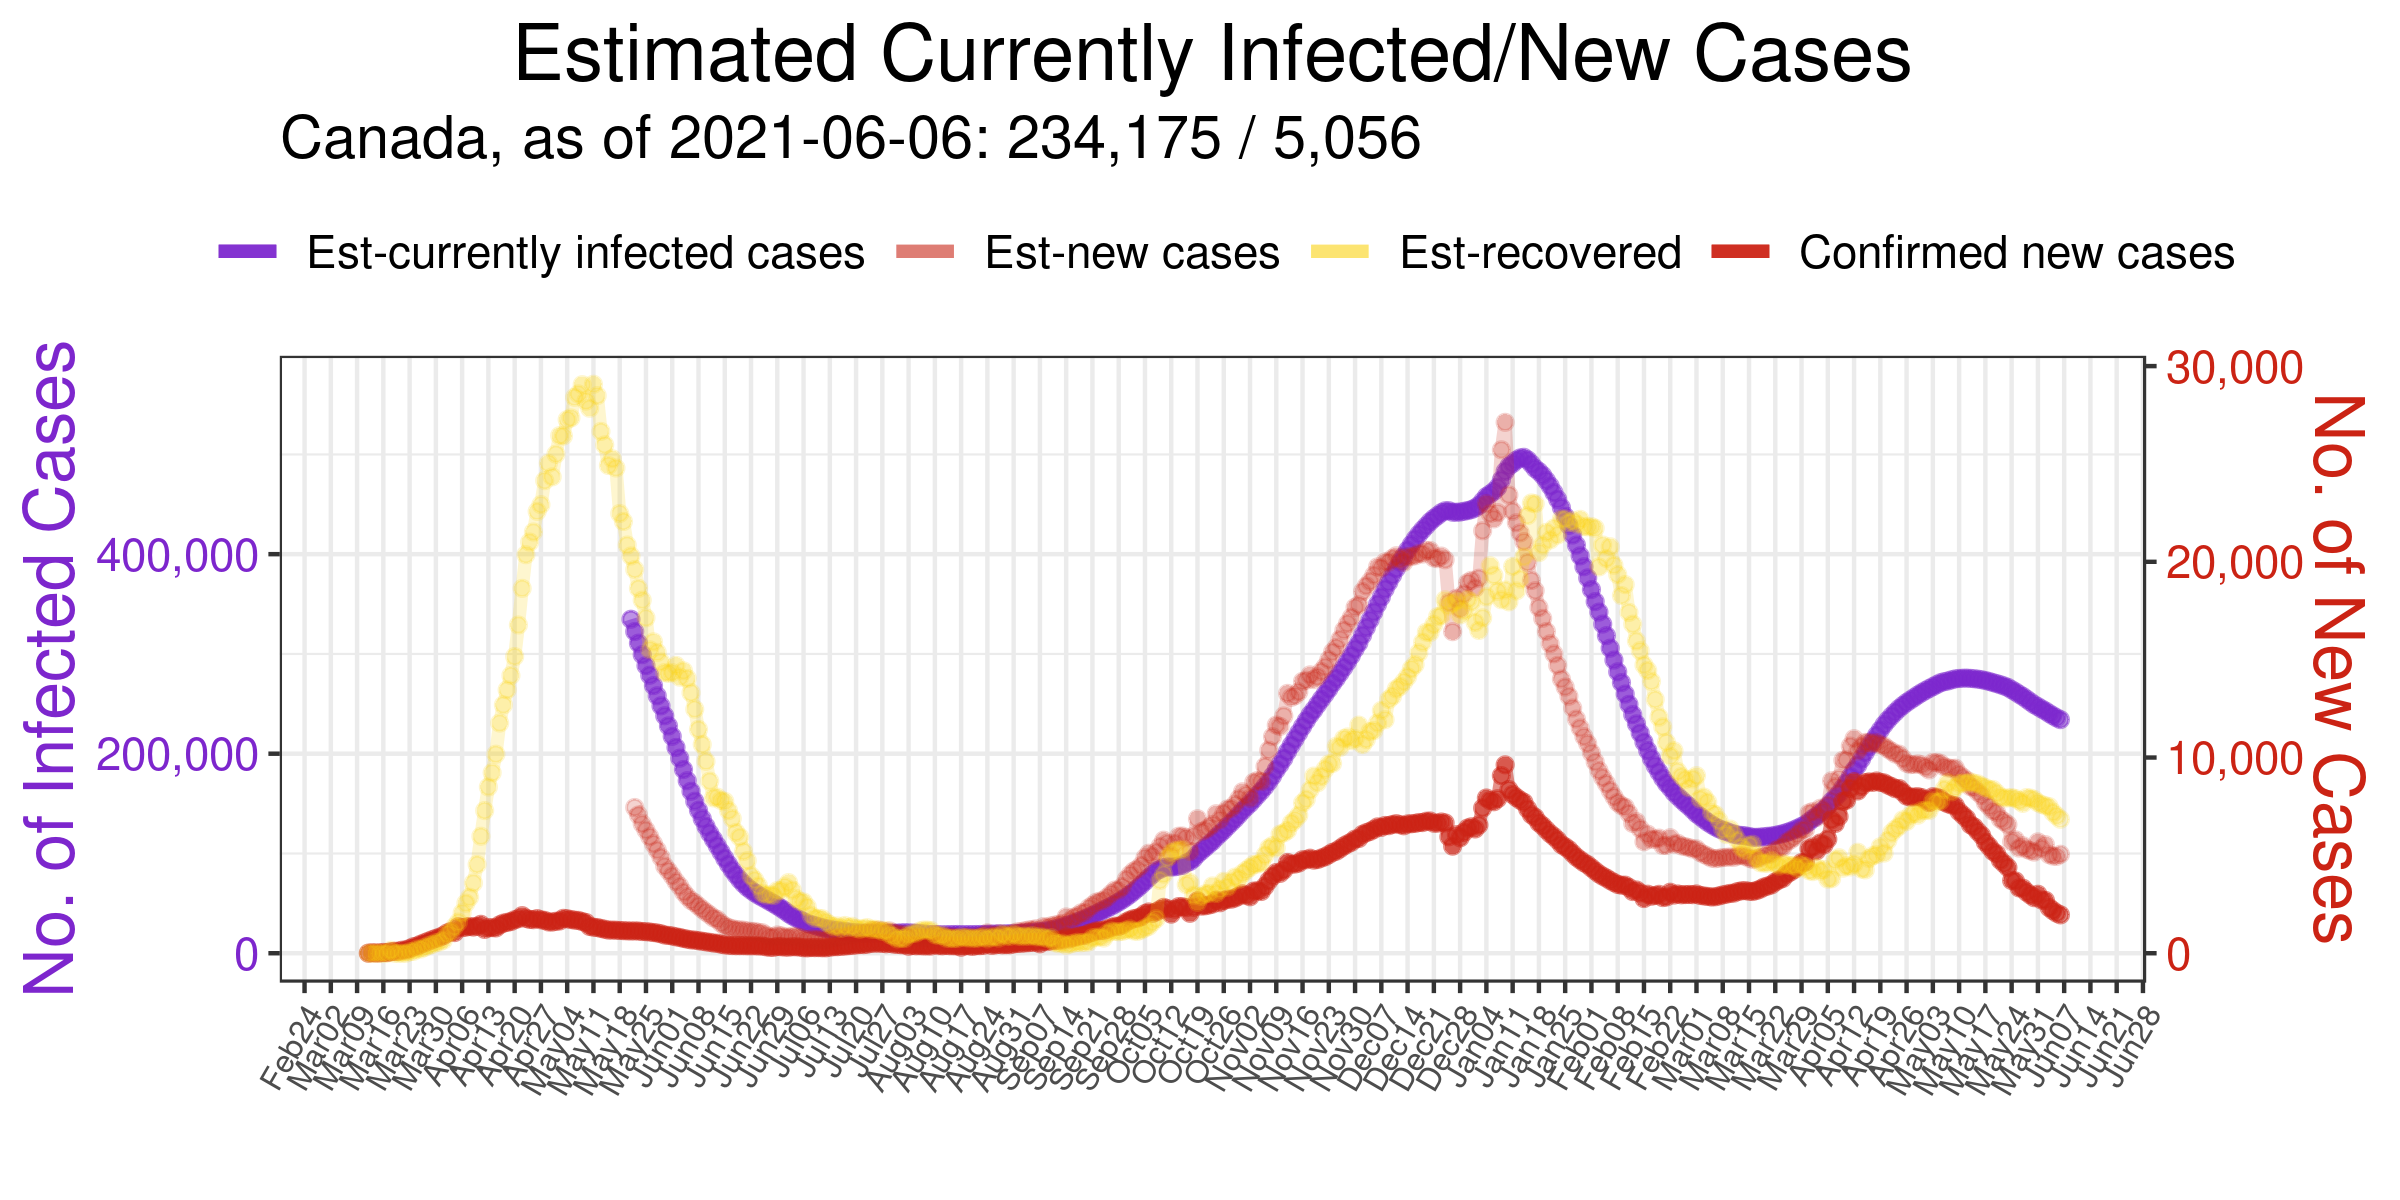 Estimated Currently Infected/New Cases
Canada, as of 2021-06-06: 234,175 / 5,056
Est-currently infected cases Est-new cases Est-recovered Confirmed new cases
No. of Infected Cases
400,000
200,000
0
30,000
20,000
10,000
0
No. of New Cases
Feb24 Mar02 Mar09 Mar16 Mar23 Mar30 Apr06 Apr13 Apr20 Apr27 May04 May11 May18 May25 Jun01 Jun08 Jun15 Jun22 Jun29 Jul06 Jul13 Jul20 Jul27 Aug03 Aug10 Aug17 Aug24 Aug31 Sep07 Sep14 Sep21 Sep28 Oct05 Oct12 Oct19 Oct26 Nov02 Nov09 Nov16 Nov23 Nov30 Dec07 Dec14 Dec21 Dec28 Jan04 Jan11 Jan18 Jan25 Feb01 Feb08 Feb15 Feb22 Mar01 Mar08 Mar15 Mar22 Mar29 Apr05 Apr12 Apr19 Apr26 May03 May10 May17 May24 May31 Jun07 Jun14 Jun21 Jun28